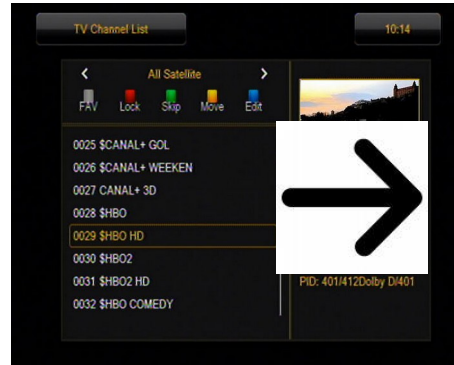 TV Channel List
10:14
All Satellite
FAV Lock Skip Move Edit
0025 $CANAL+ GOL
0026 $CANAL+ WEEKEN
0027 CANAL+ 3D
0028 $HBO
0029 $HBO HD
0030 $HBO2
0031 $HBO2 HD
0032 $HBO COMEDY
PID: 401/412Dolby D/401